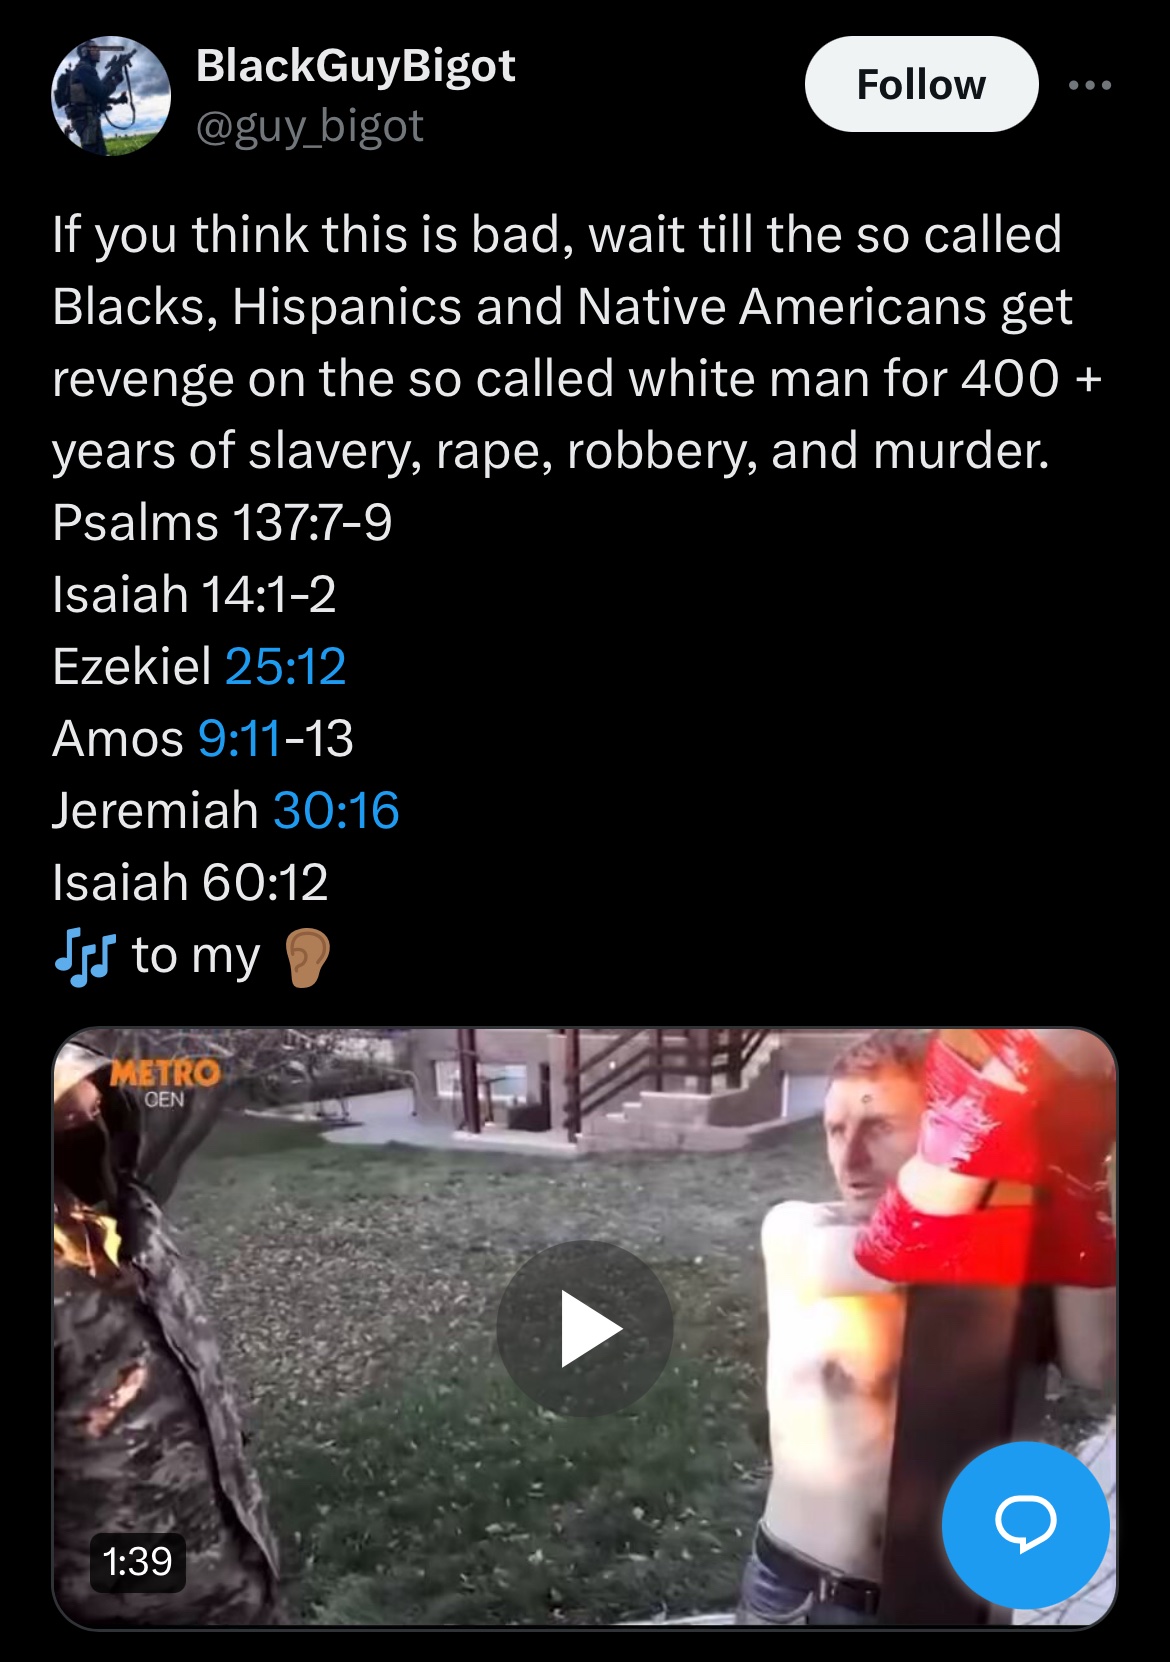 BlackGuyBigot
@guy_bigot
Follow
If you think this is bad, wait till the so called
Blacks, Hispanics and Native Americans get
revenge on the so called white man for 400 +
years of slavery, rape, robbery, and murder.
Psalms 137:7-9
Isaiah 14:1-2
Ezekiel 25:12
Amos 9:11-13
Jeremiah 30:16
Isaiah 60:12
🎶 to my 👂🏾
METRO
CEN
1:39